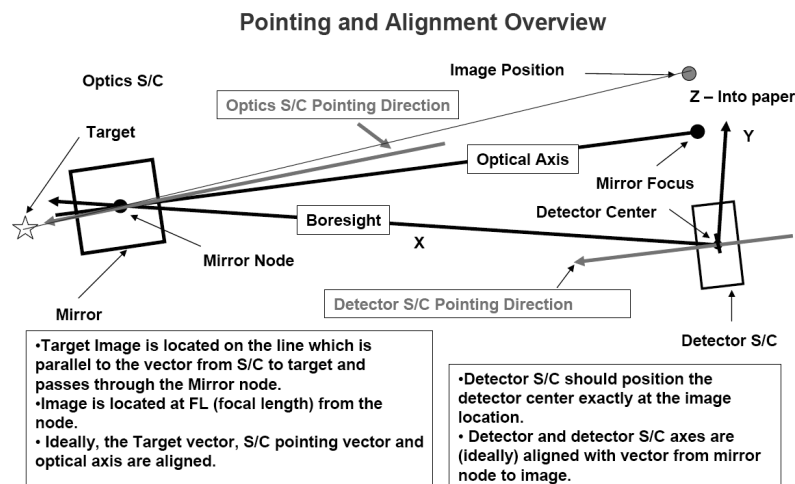 Pointing and Alignment Overview
Optics S/C
Image Position
Z – Into paper
Optics S/C Pointing Direction
Y
Target
Optical Axis
Mirror Focus
Detector Center
Boresight
X
Mirror Node
Detector S/C Pointing Direction
Mirror
Detector S/C
•Target Image is located on the line which is
parallel to the vector from S/C to target and
passes through the Mirror node.
•Image is located at FL (focal length) from the
node.
• Ideally, the Target vector, S/C pointing vector and
optical axis are aligned.
•Detector S/C should position the
detector center exactly at the image
location.
• Detector and detector S/C axes are
(ideally) aligned with vector from mirror
node to image.